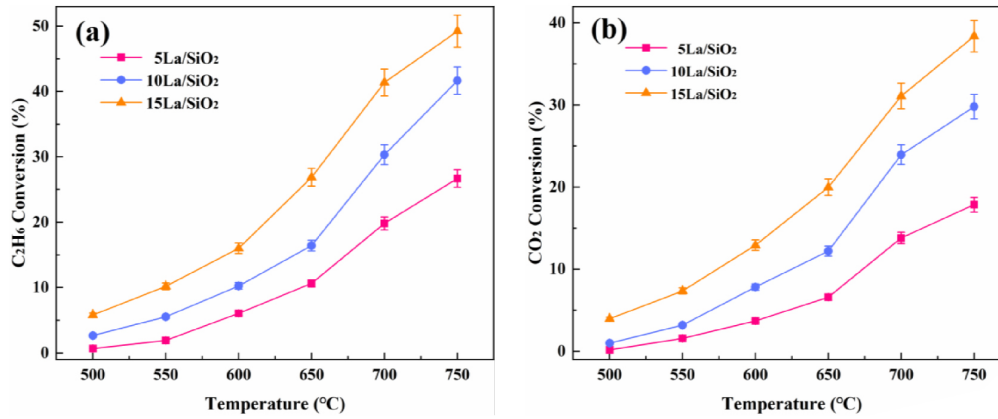 (a)
5La/SiO₂
10La/SiO₂
15La/SiO₂
C₂H₆ Conversion (%)
50
40
30
20
10
0
500 550 600 650 700 750
Temperature (°C)
(b)
5La/SiO₂
10La/SiO₂
15La/SiO₂
CO₂ Conversion (%)
40
30
20
10
0
500 550 600 650 700 750
Temperature (°C)